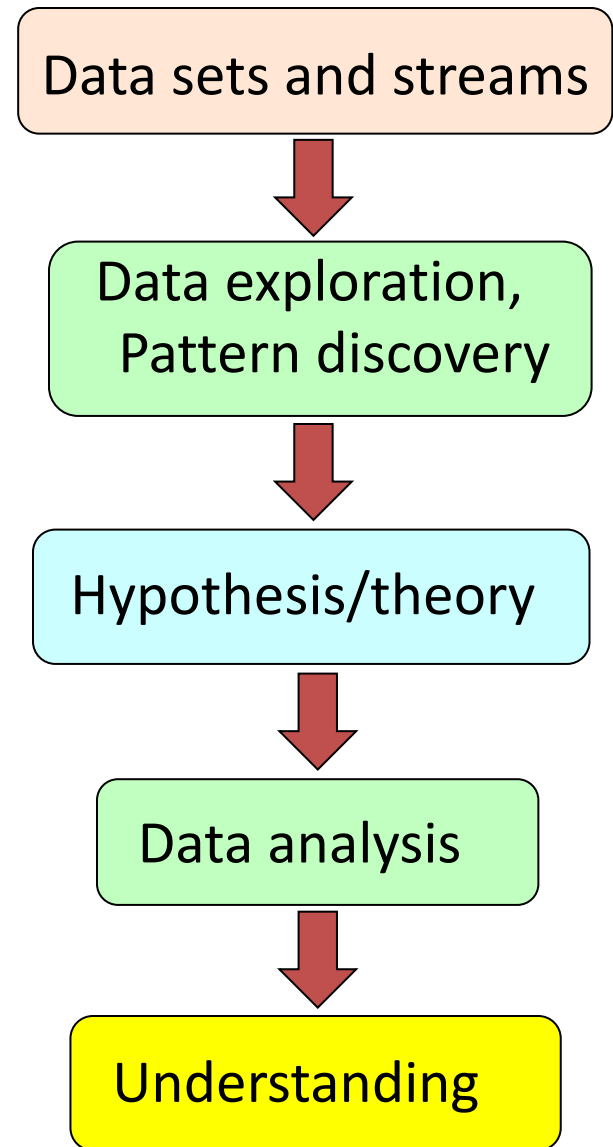 Data sets and streams
Data exploration,
Pattern discovery
Hypothesis/theory
Data analysis
Understanding